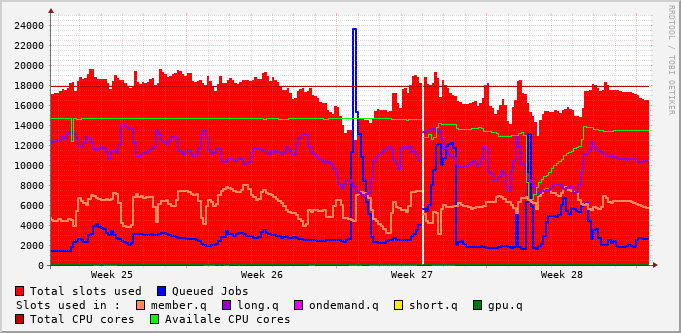 RRDTOOL / TOBI OETIKER
24000
22000
20000
18000
16000
14000
12000
10000
8000
6000
4000
2000
0
Week 25 Week 26 Week 27 Week 28
Total slots used Queued Jobs
Slots used in : member.q long.q ondemand.q short.q gpu.q
Total CPU cores Availale CPU cores